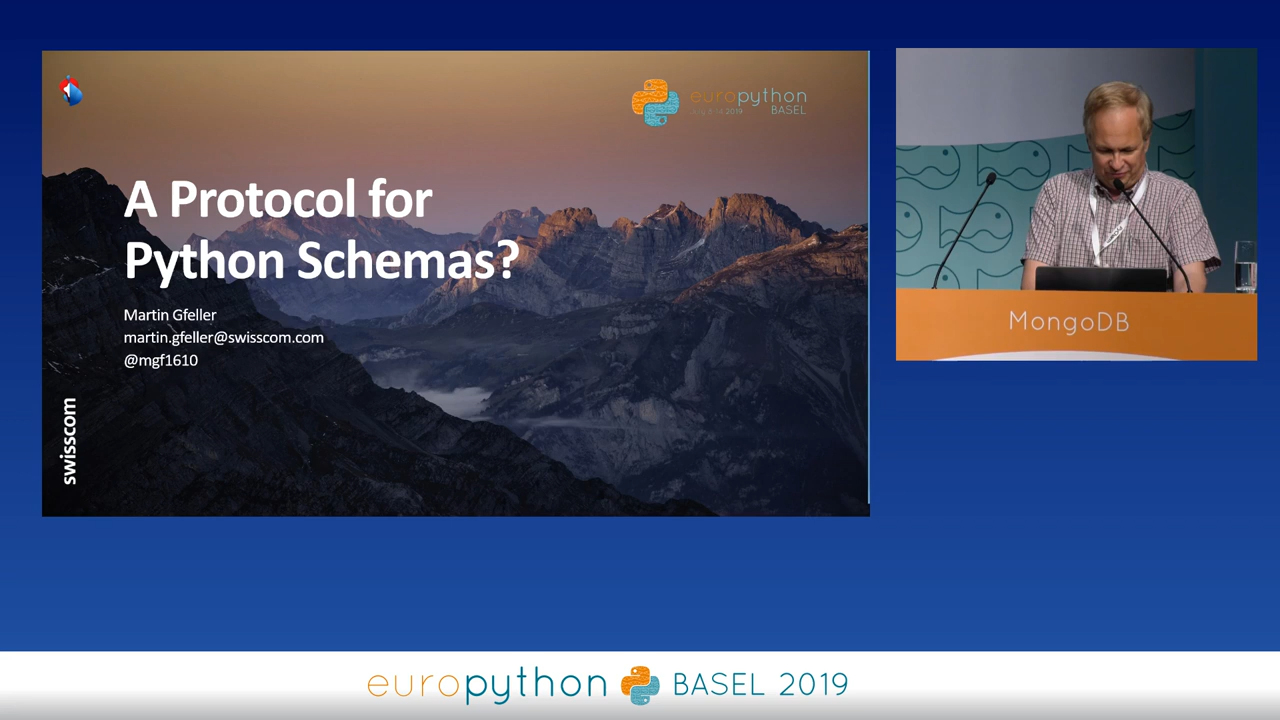 europython
BASEL
A Protocol for
Python Schemas?
Martin Gfeller
martin.gfeller@swisscom.com
@mgf1610
swisscom
MongoDB
europython BASEL 2019